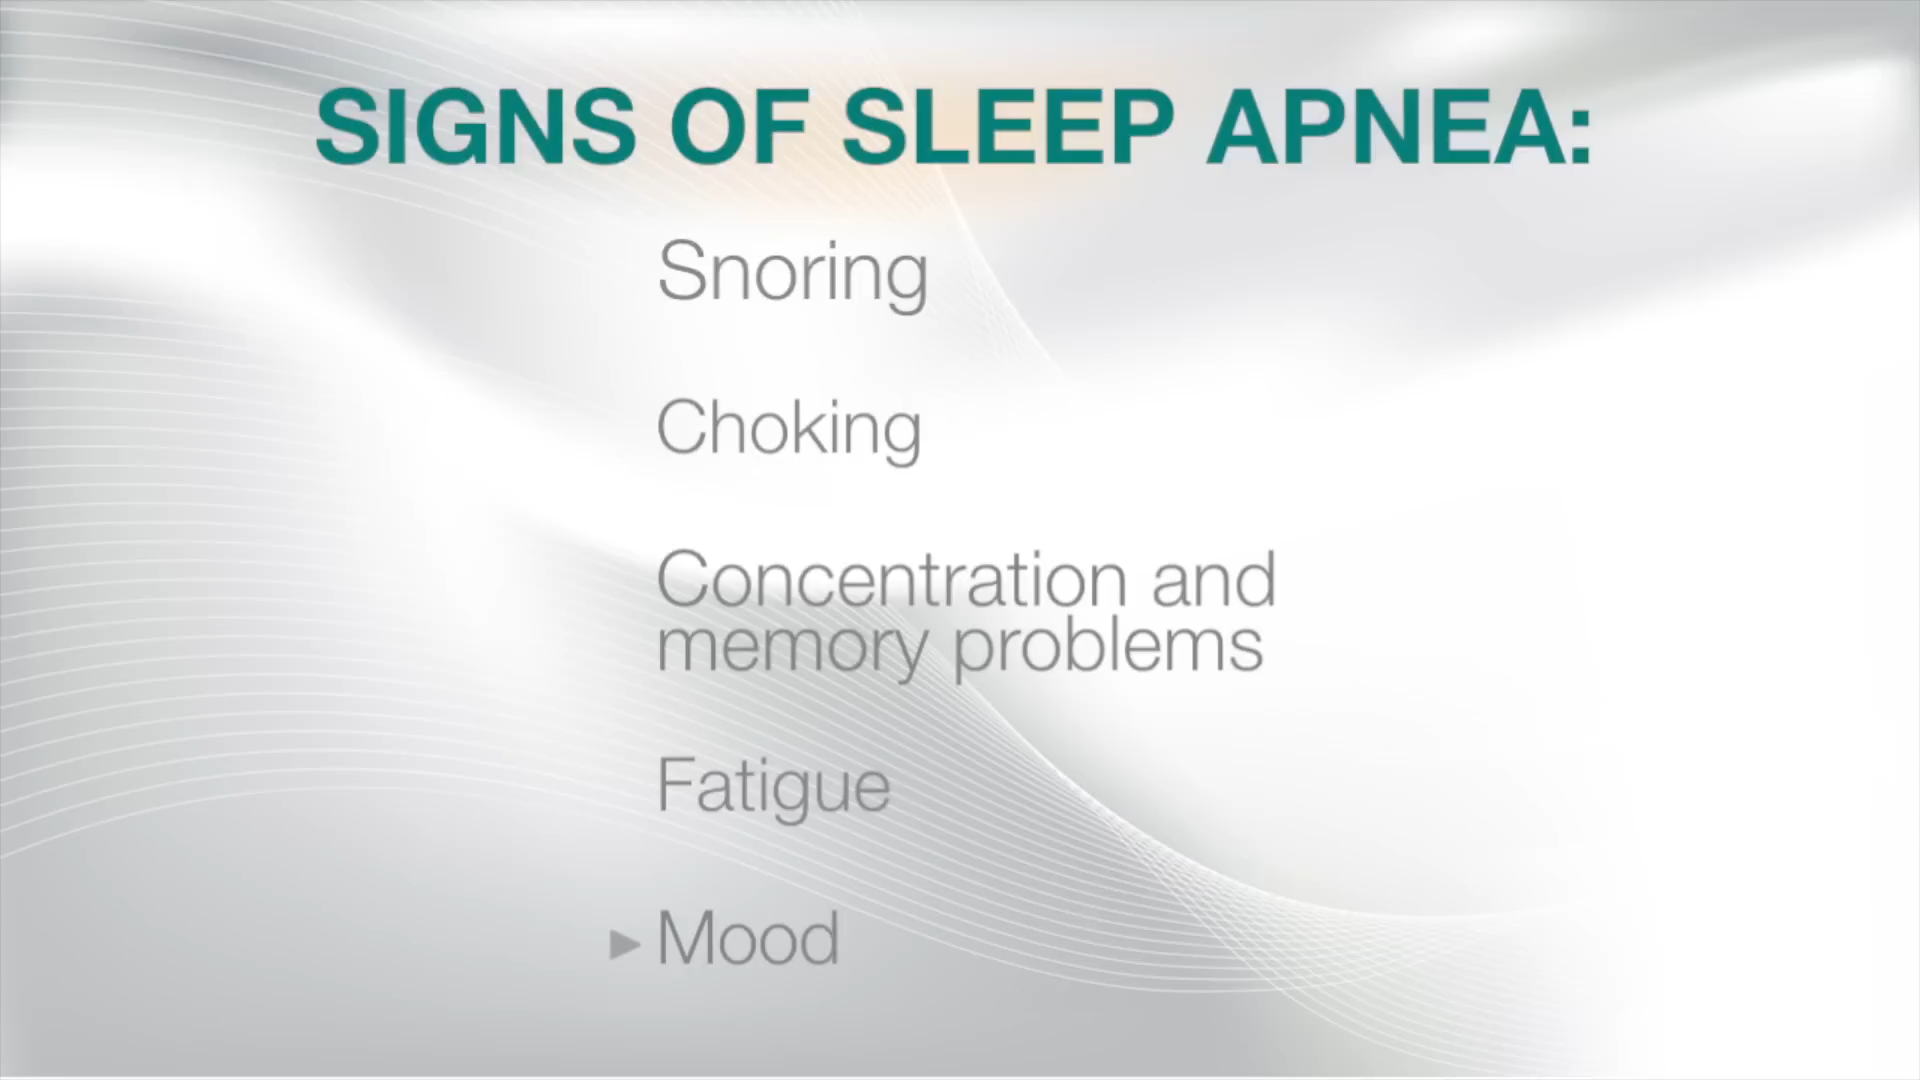 SIGNS OF SLEEP APNEA:
Snoring
Choking
Concentration and
memory problems
Fatigue
Mood